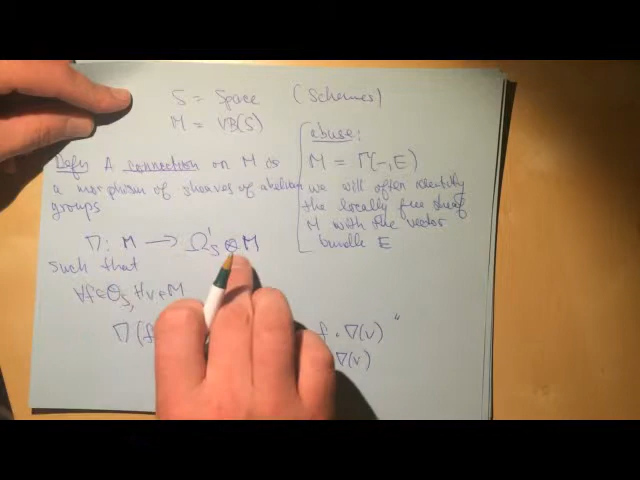 S = Space (Schemes)
M = VB(S)
Defn A connection on M is
a morphism of sheaves of abelian
groups
∇: M → Ω¹_S ⊗ M
such that
∀f ∈ O_S, ∀v ∈ M
∇(f
f · ∇(v) "
∇(v)
abuse:
M = Γ(-, E)
we will often identify
the locally free sheaf
M with the vector
bundle E